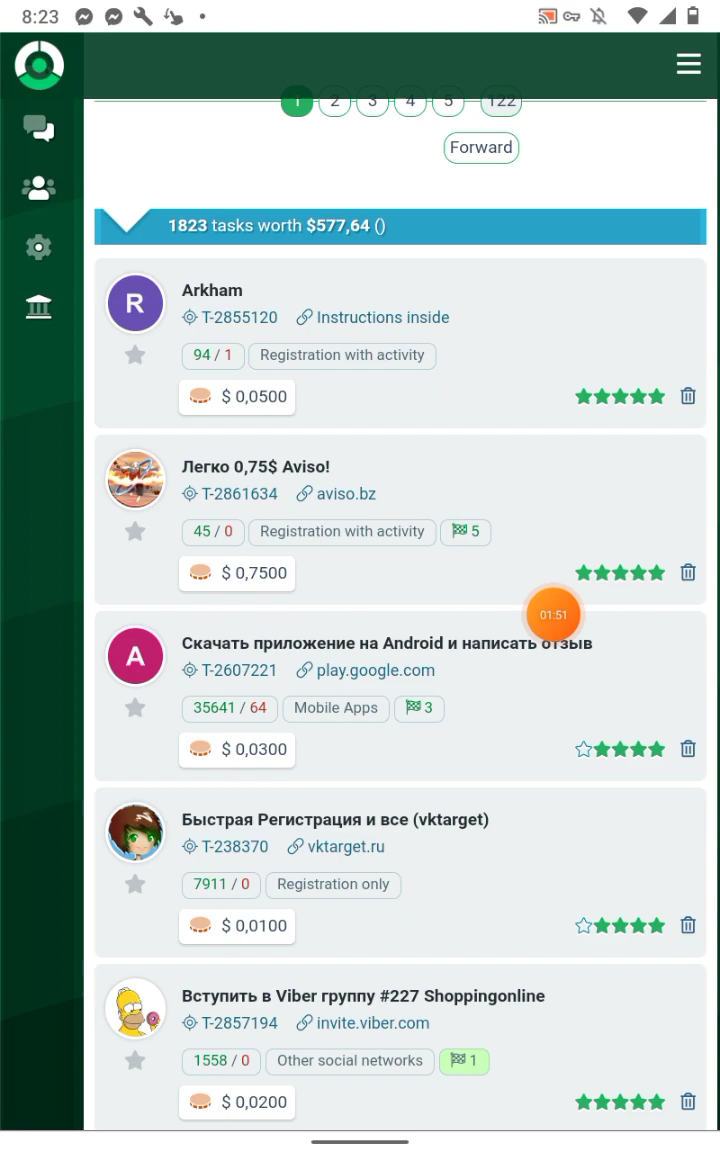 8:23
1 2 3 4 5 122
Forward
1823 tasks worth $577,64 ()
R
Arkham
T-2855120 Instructions inside
94 / 1 Registration with activity
$ 0,0500
Легко 0,75$ Aviso!
T-2861634 aviso.bz
45 / 0 Registration with activity 5
$ 0,7500
01:51
A
Скачать приложение на Android и написать отзыв
T-2607221 play.google.com
35641 / 64 Mobile Apps 3
$ 0,0300
Быстрая Регистрация и все (vktarget)
T-238370 vktarget.ru
7911 / 0 Registration only
$ 0,0100
Вступить в Viber группу #227 Shoppingonline
T-2857194 invite.viber.com
1558 / 0 Other social networks 1
$ 0,0200